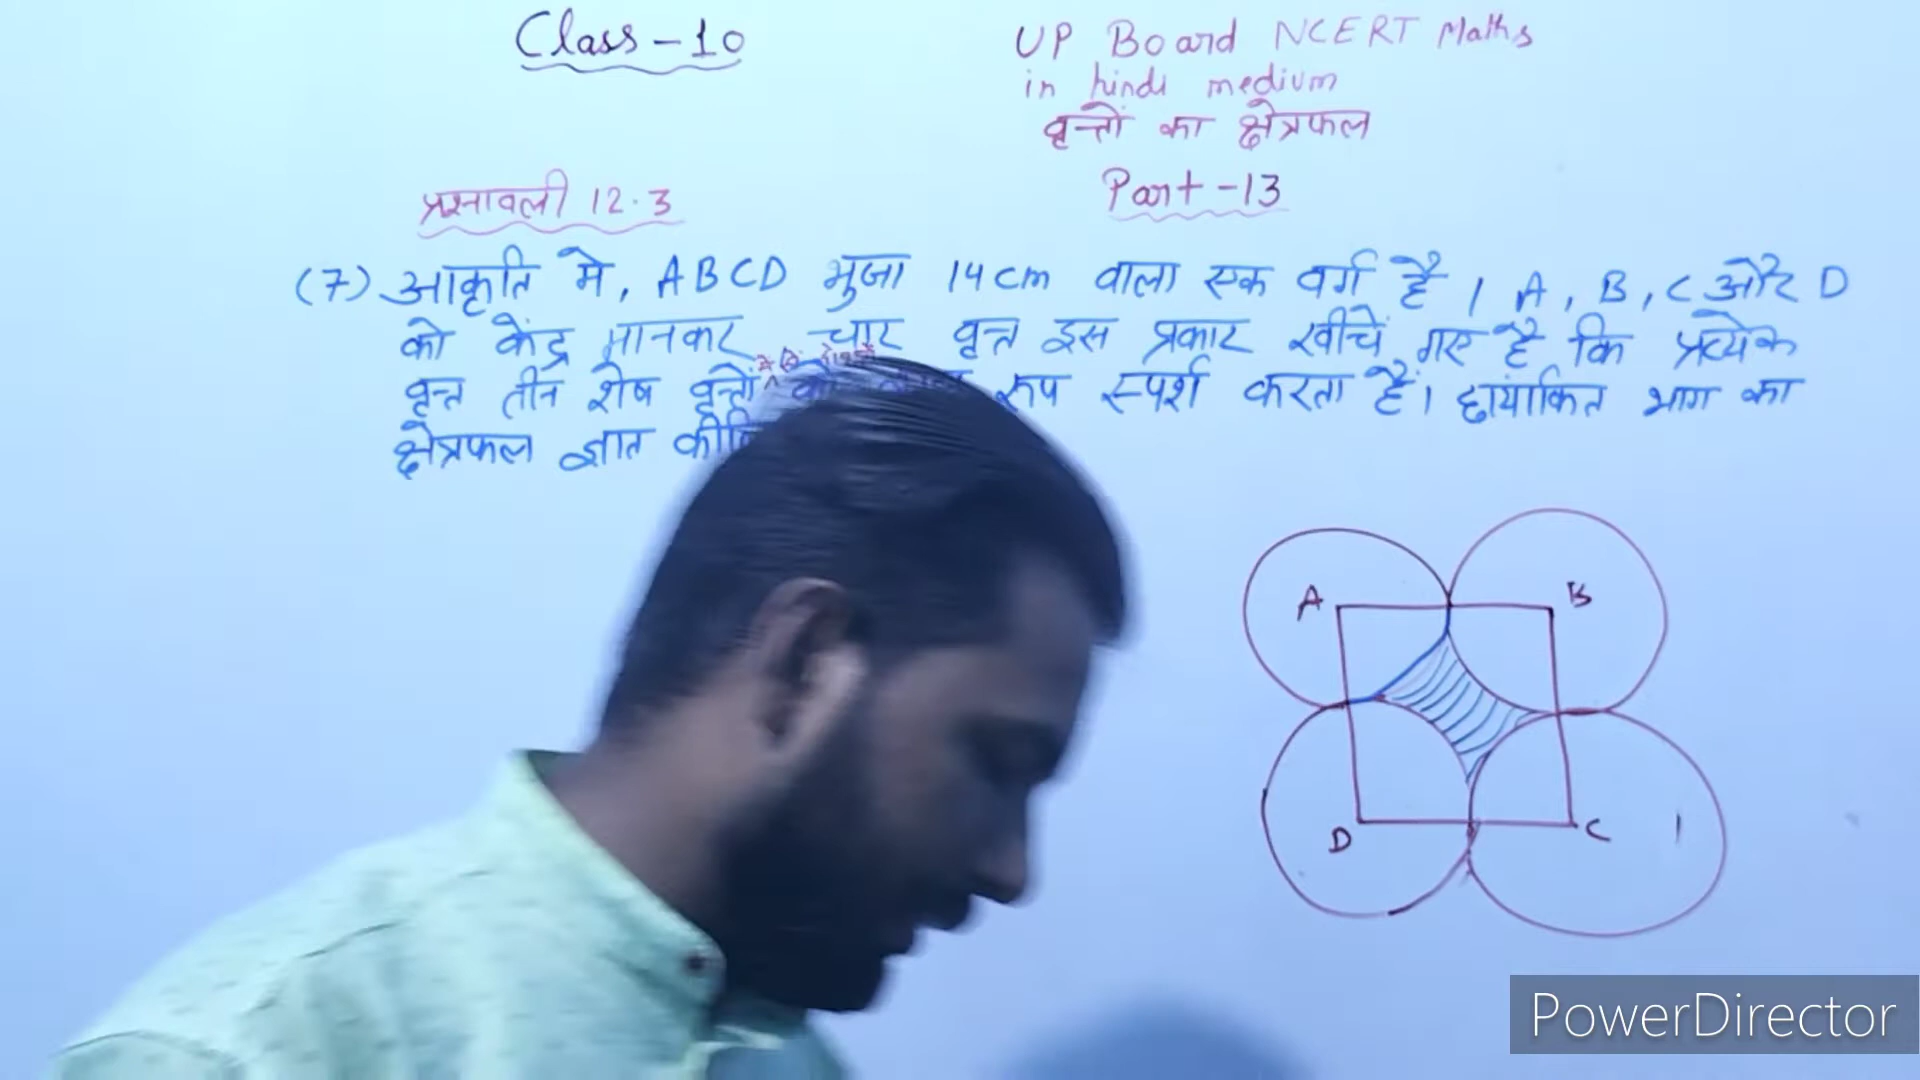 Class-10
UP Board NCERT Maths
in hindi medium
वृत्तों का क्षेत्रफल
प्रश्नावली 12.3
Part-13
(7) आकृति मे, ABCD भुजा 14cm वाला एक वर्ग है। A, B, C और D
को केंद्र मानकर चार वृत्त इस प्रकार खींचें गए है कि प्रत्येक
वृत्त तीन शेष वृत्तों रूप स्पर्श करता हैं। छायांकित भाग का
क्षेत्रफल ज्ञात
A
B
D
C
PowerDirector